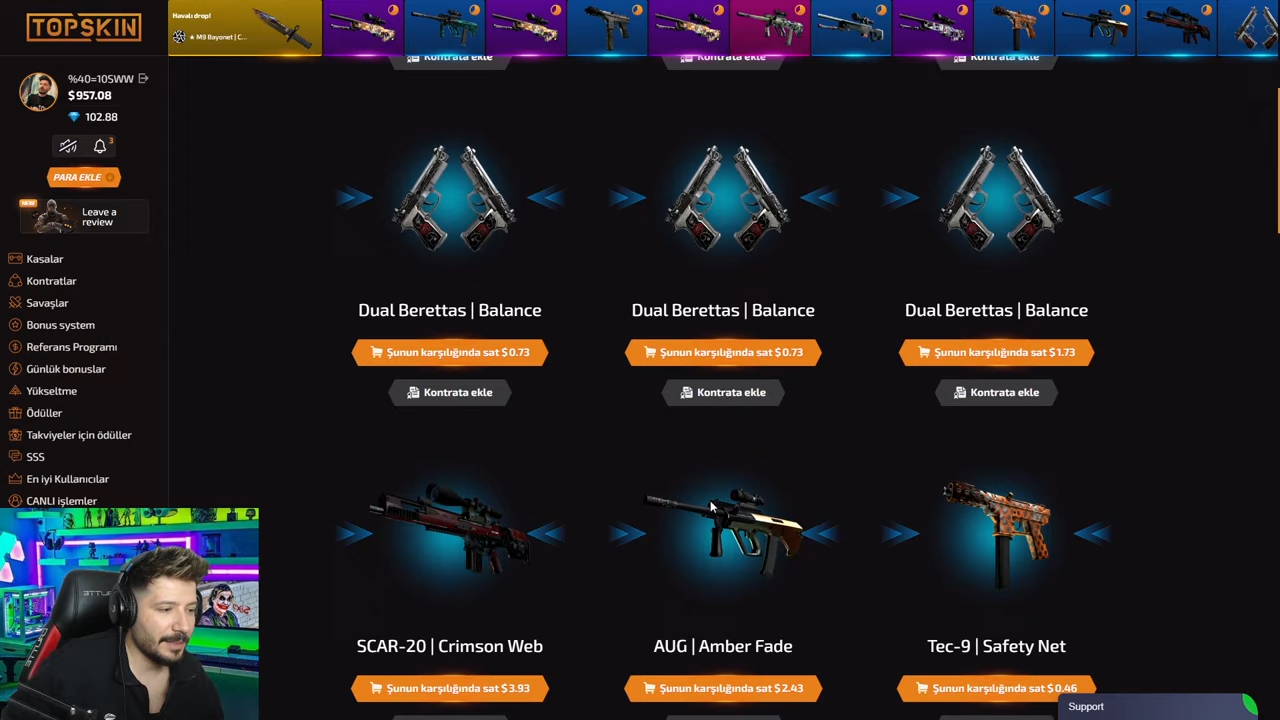 TOPSKIN
Havalı drop!
★ M9 Bayonet | C...
%40=10SWW
$957.08
102.88
3
PARA EKLE
NEW
Leave a
review
Kasalar
Kontratlar
Savaşlar
Bonus system
Referans Programı
Günlük bonuslar
Yükseltme
Ödüller
Takviyeler için ödüller
SSS
En iyi Kullanıcılar
CANLI işlemler
Kontrata ekle
Kontrata ekle
Kontrata ekle
Dual Berettas | Balance
Dual Berettas | Balance
Dual Berettas | Balance
Şunun karşılığında sat $0.73
Şunun karşılığında sat $0.73
Şunun karşılığında sat $1.73
Kontrata ekle
Kontrata ekle
Kontrata ekle
SCAR-20 | Crimson Web
AUG | Amber Fade
Tec-9 | Safety Net
Şunun karşılığında sat $3.93
Şunun karşılığında sat $2.43
Şunun karşılığında sat $0.46
Support